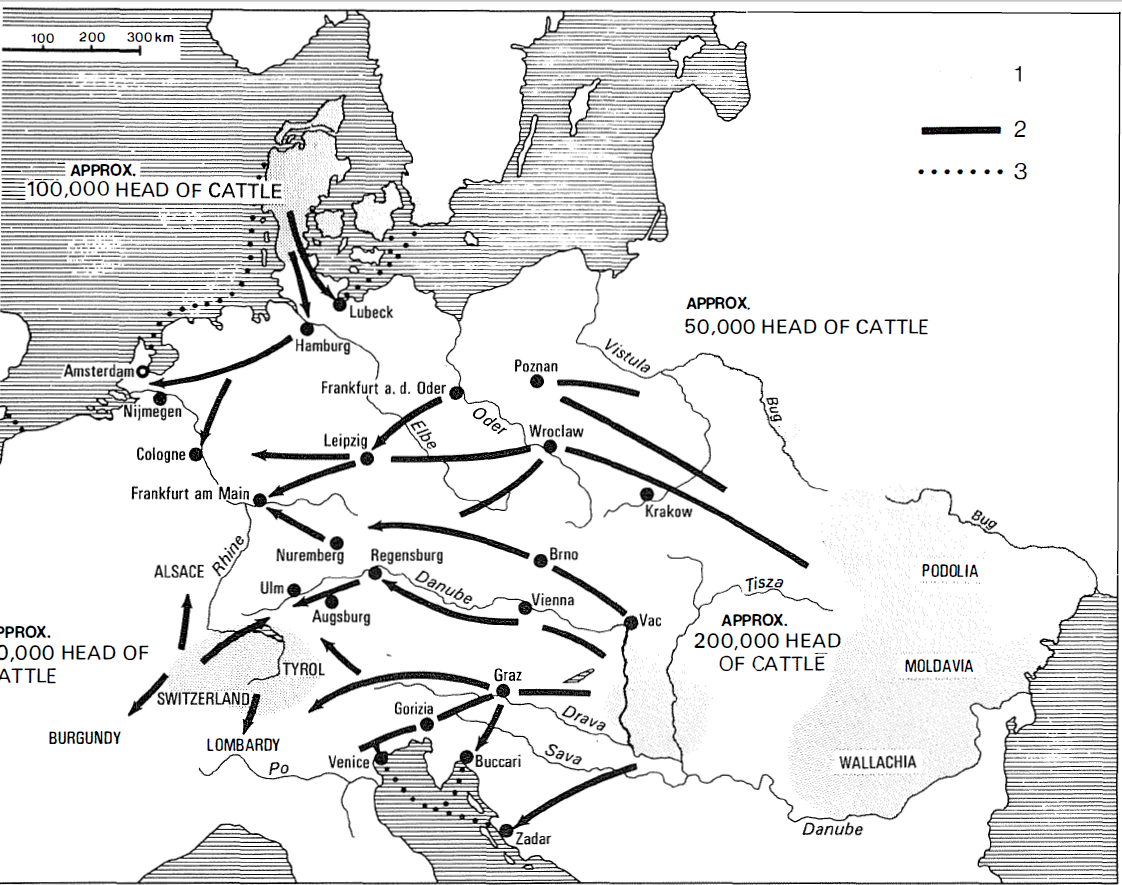 100 200 300 km
1
2
3
APPROX.
100,000 HEAD OF CATTLE
Lubeck
Hamburg
APPROX.
50,000 HEAD OF CATTLE
Vistula
Bug
Amsterdam
Nijmegen
Poznan
Frankfurt a. d. Oder
Oder
Elbe
Leipzig
Wroclaw
Cologne
Frankfurt am Main
Krakow
Bug
Nuremberg
Regensburg
Brno
Rhine
ALSACE
PODOLIA
Ulm
Danube
Vienna
Tisza
Augsburg
Vac
PPROX.
0,000 HEAD OF
ATTLE
APPROX.
200,000 HEAD
OF CATTLE
MOLDAVIA
TYROL
SWITZERLAND
Graz
Gorizia
Drava
BURGUNDY
LOMBARDY
Sava
Venice
Buccari
WALLACHIA
Po
Zadar
Danube